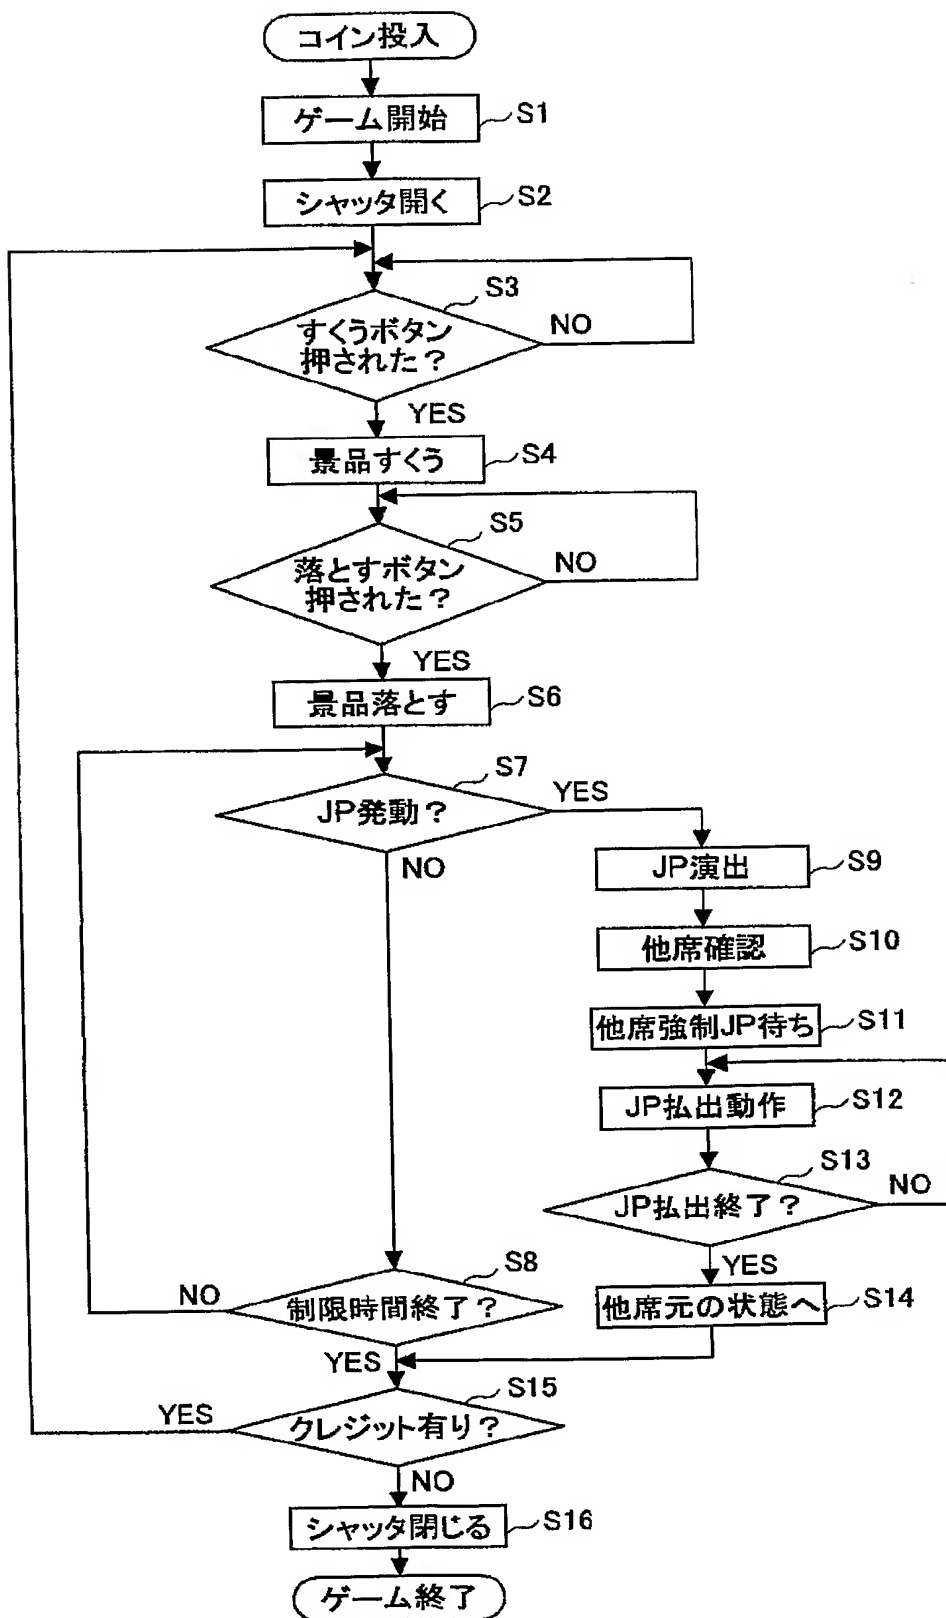 コイン投入
ゲーム開始
S1
シャッタ開く
S2
S3
すくうボタン
押された？
NO
YES
景品すくう
S4
S5
落とすボタン
押された？
NO
YES
景品落とす
S6
S7
JP発動？
YES
NO
JP演出
S9
他席確認
S10
他席強制JP待ち
S11
JP払出動作
S12
S13
JP払出終了？
NO
YES
S8
制限時間終了？
NO
YES
他席元の状態へ
S14
S15
クレジット有り？
YES
NO
シャッタ閉じる
S16
ゲーム終了